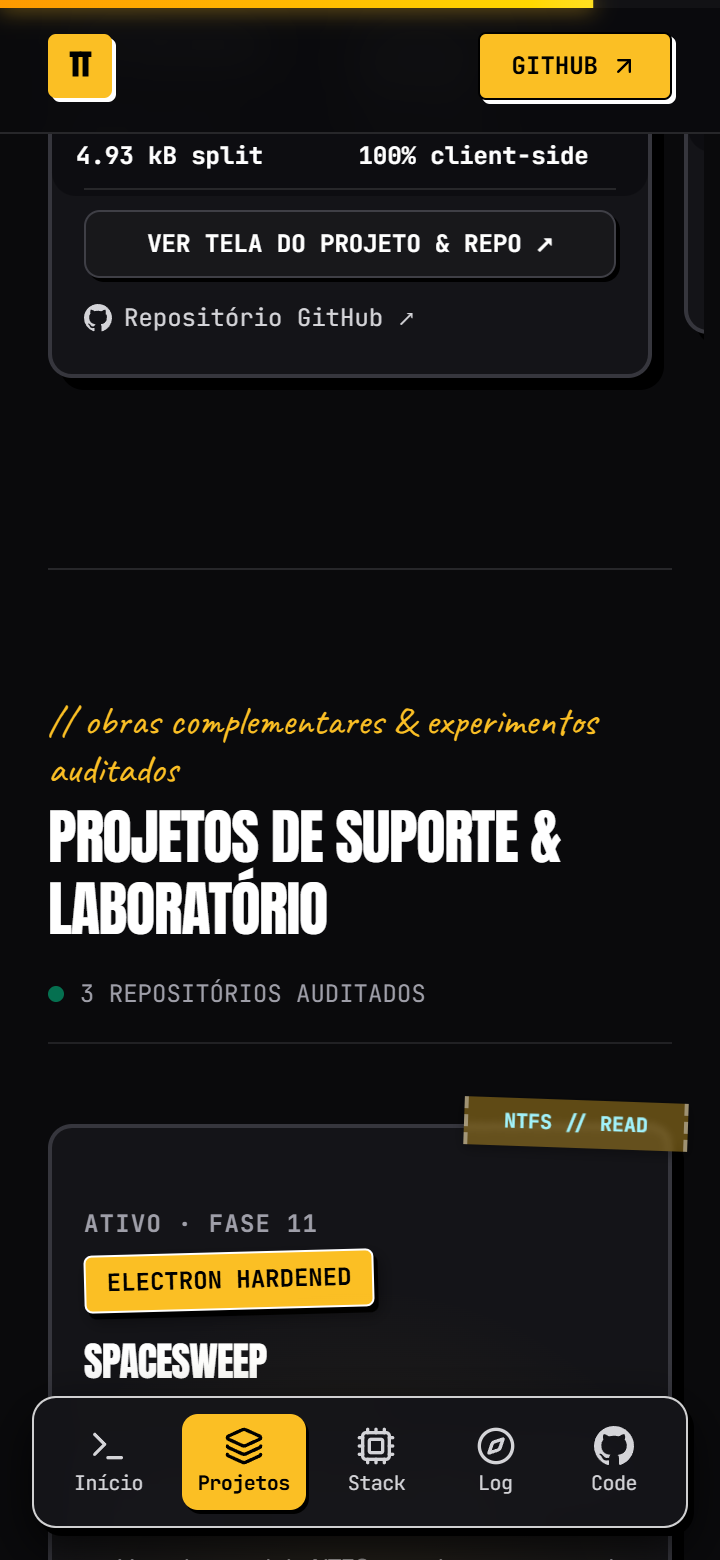 π
GITHUB ↗
4.93 kB split
100% client-side
VER TELA DO PROJETO & REPO ↗
Repositório GitHub ↗
// obras complementares & experimentos
auditados
PROJETOS DE SUPORTE &
LABORATÓRIO
3 REPOSITÓRIOS AUDITADOS
NTFS // READ
ATIVO · FASE 11
ELECTRON HARDENED
SPACESWEEP
Início
Projetos
Stack
Log
Code